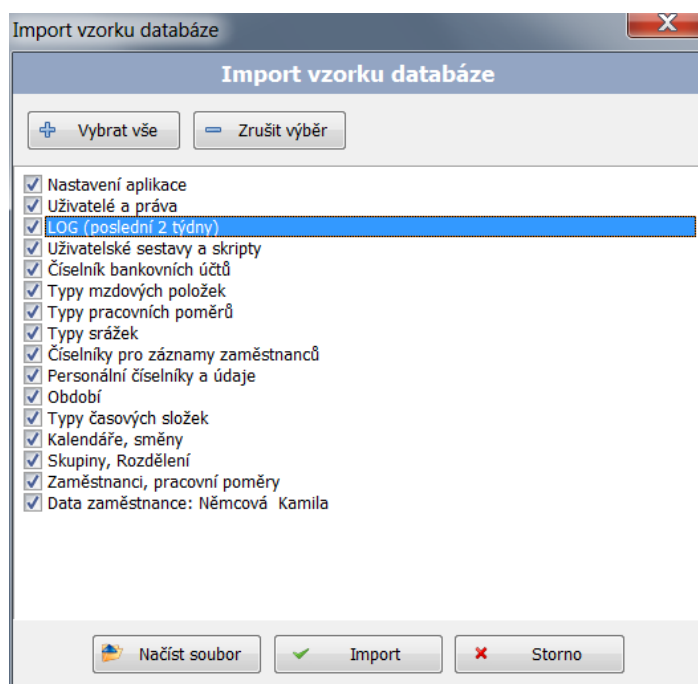 Import vzorku databáze
Import vzorku databáze
Vybrat vše Zrušit výběr
Nastavení aplikace
Uživatelé a práva
LOG (poslední 2 týdny)
Uživatelské sestavy a skripty
Číselník bankovních účtů
Typy mzdových položek
Typy pracovních poměrů
Typy srážek
Číselníky pro záznamy zaměstnanců
Personální číselníky a údaje
Období
Typy časových složek
Kalendáře, směny
Skupiny, Rozdělení
Zaměstnanci, pracovní poměry
Data zaměstnance: Němcová  Kamila
Načíst soubor Import Storno